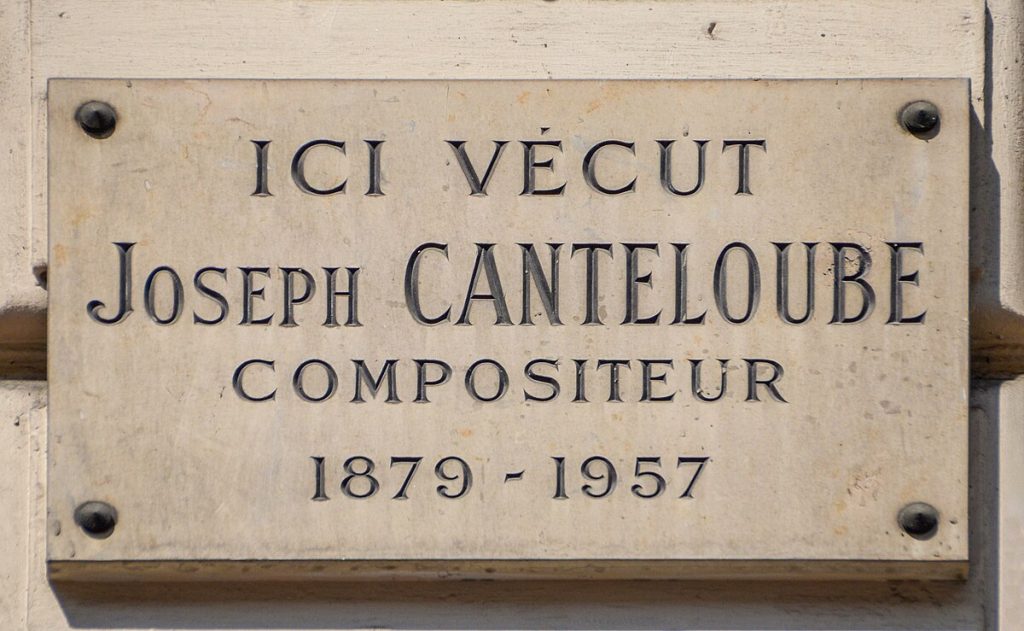 ICI VÉCUT
JOSEPH CANTELOUBE
COMPOSITEUR
1879 - 1957